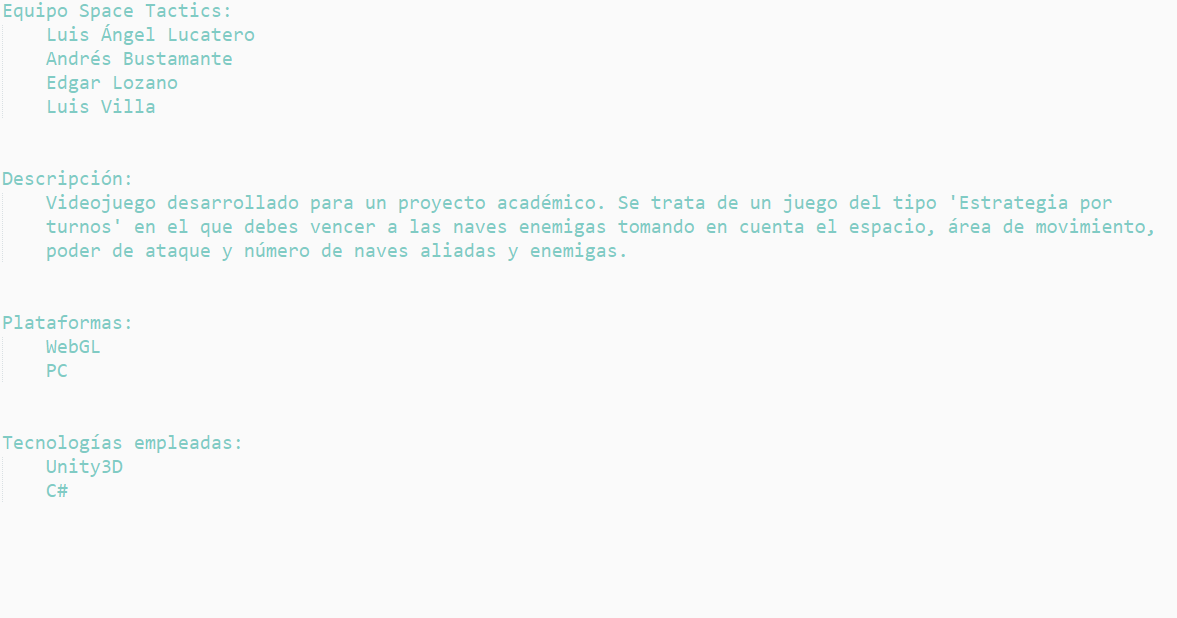 Equipo Space Tactics:
Luis Ángel Lucatero
Andrés Bustamante
Edgar Lozano
Luis Villa
Descripción:
Videojuego desarrollado para un proyecto académico. Se trata de un juego del tipo 'Estrategia por
turnos' en el que debes vencer a las naves enemigas tomando en cuenta el espacio, área de movimiento,
poder de ataque y número de naves aliadas y enemigas.
Plataformas:
WebGL
PC
Tecnologías empleadas:
Unity3D
C#